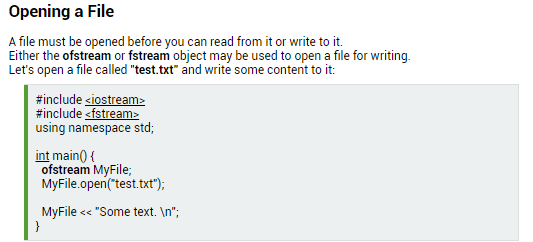 Opening a File
A file must be opened before you can read from it or write to it.
Either the ofstream or fstream object may be used to open a file for writing.
Let's open a file called "test.txt" and write some content to it:
#include <iostream>
#include <fstream>
using namespace std;
int main() {
ofstream MyFile;
MyFile.open("test.txt");
MyFile << "Some text. \n";
}